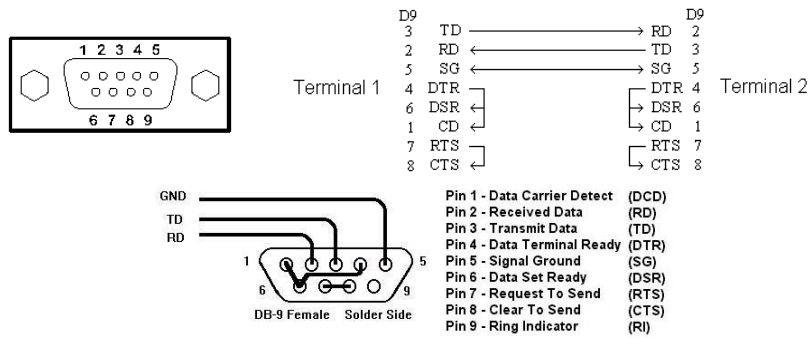 1 2 3 4 5
6 7 8 9
Terminal 1
D9
3 TD
2 RD
5 SG
4 DTR
6 DSR
1 CD
7 RTS
8 CTS
D9
RD 2
TD 3
SG 5
DTR 4
DSR 6
CD 1
RTS 7
CTS 8
Terminal 2
GND
TD
RD
1 5
6 9
DB-9 Female Solder Side
Pin 1 - Data Carrier Detect (DCD)
Pin 2 - Received Data (RD)
Pin 3 - Transmit Data (TD)
Pin 4 - Data Terminal Ready (DTR)
Pin 5 - Signal Ground (SG)
Pin 6 - Data Set Ready (DSR)
Pin 7 - Request To Send (RTS)
Pin 8 - Clear To Send (CTS)
Pin 9 - Ring Indicator (RI)